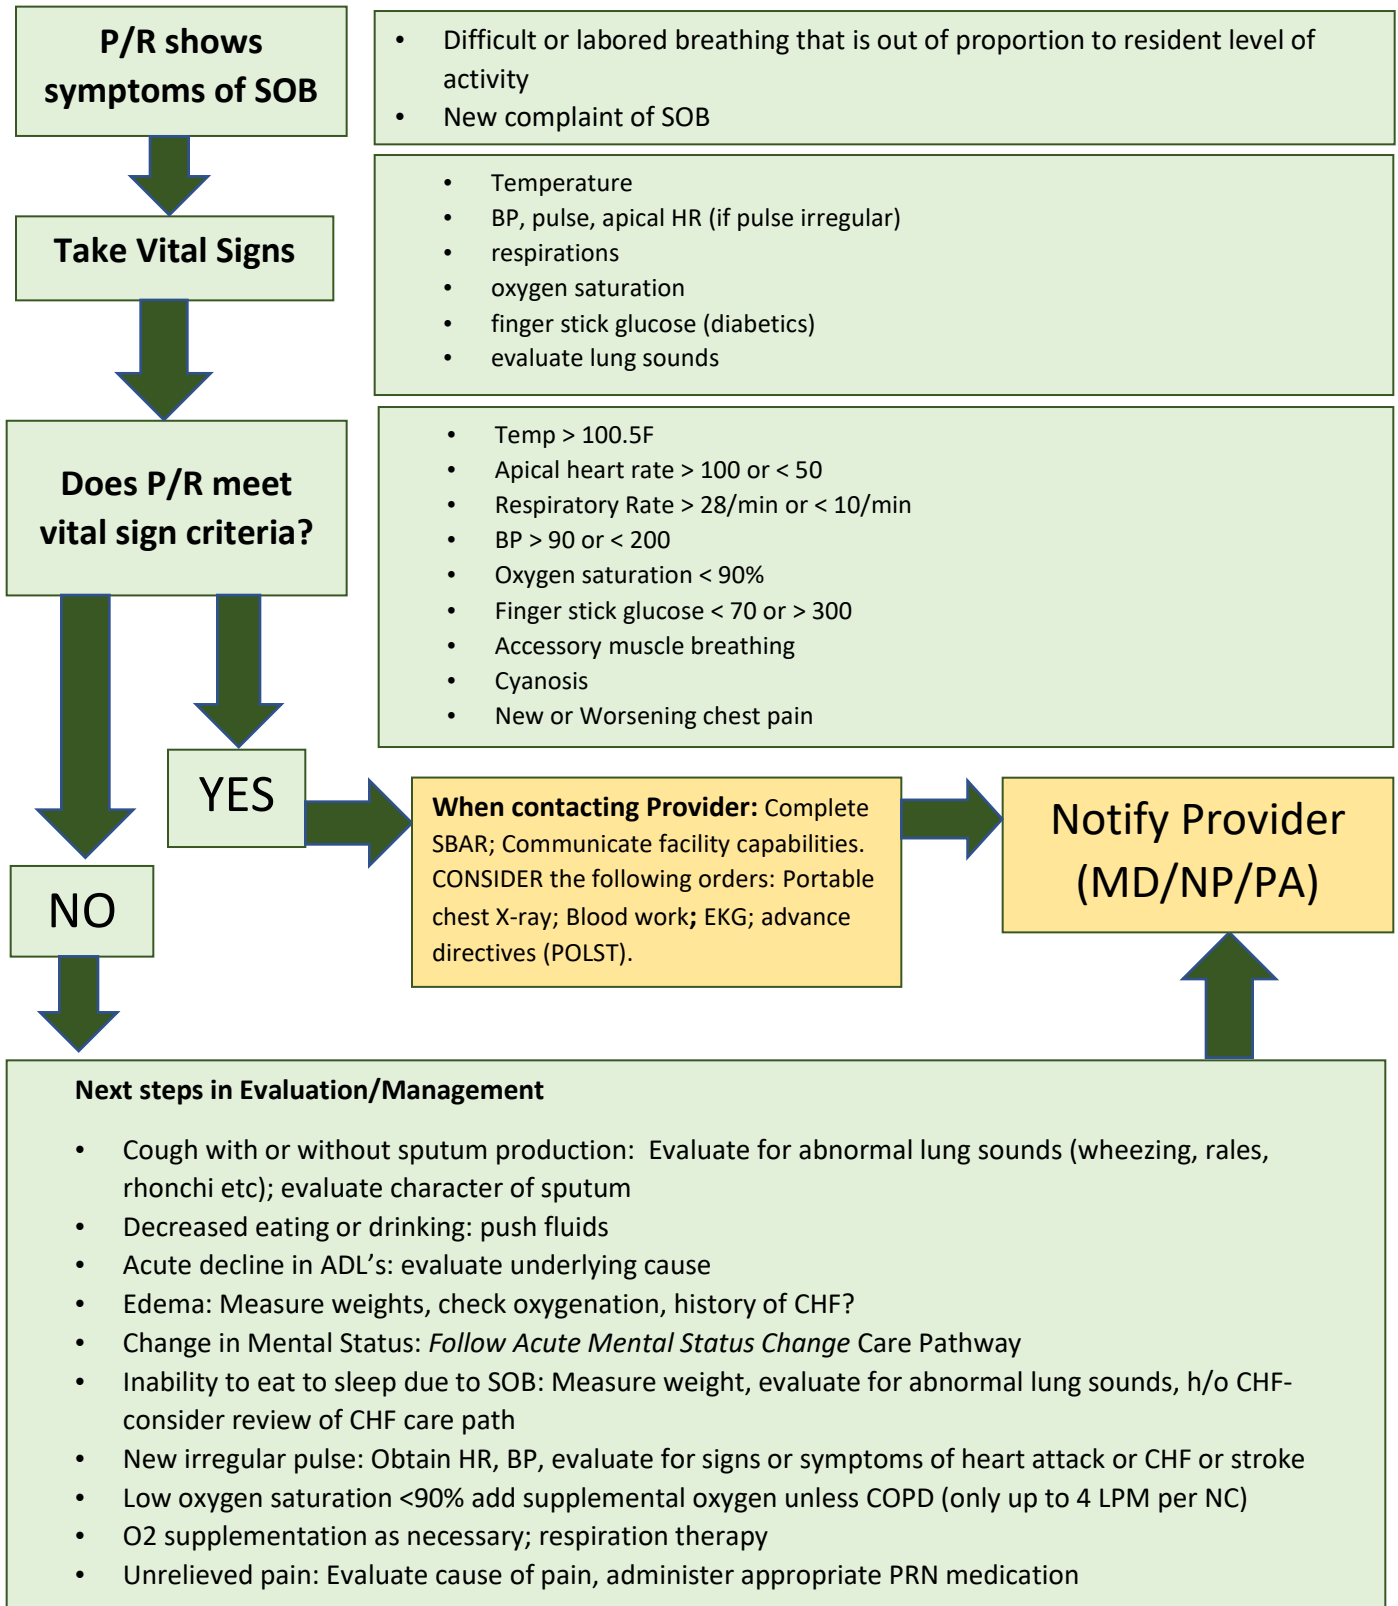 P/R shows
symptoms of SOB
• Difficult or labored breathing that is out of proportion to resident level of
activity
• New complaint of SOB
Take Vital Signs
• Temperature
• BP, pulse, apical HR (if pulse irregular)
• respirations
• oxygen saturation
• finger stick glucose (diabetics)
• evaluate lung sounds
Does P/R meet
vital sign criteria?
• Temp > 100.5F
• Apical heart rate > 100 or < 50
• Respiratory Rate > 28/min or < 10/min
• BP > 90 or < 200
• Oxygen saturation < 90%
• Finger stick glucose < 70 or > 300
• Accessory muscle breathing
• Cyanosis
• New or Worsening chest pain
YES
When contacting Provider: Complete
SBAR; Communicate facility capabilities.
CONSIDER the following orders: Portable
chest X-ray; Blood work; EKG; advance
directives (POLST).
Notify Provider
(MD/NP/PA)
NO
Next steps in Evaluation/Management
• Cough with or without sputum production:  Evaluate for abnormal lung sounds (wheezing, rales,
rhonchi etc); evaluate character of sputum
• Decreased eating or drinking: push fluids
• Acute decline in ADL’s: evaluate underlying cause
• Edema: Measure weights, check oxygenation, history of CHF?
• Change in Mental Status: Follow Acute Mental Status Change Care Pathway
• Inability to eat to sleep due to SOB: Measure weight, evaluate for abnormal lung sounds, h/o CHF-
consider review of CHF care path
• New irregular pulse: Obtain HR, BP, evaluate for signs or symptoms of heart attack or CHF or stroke
• Low oxygen saturation <90% add supplemental oxygen unless COPD (only up to 4 LPM per NC)
• O2 supplementation as necessary; respiration therapy
• Unrelieved pain: Evaluate cause of pain, administer appropriate PRN medication